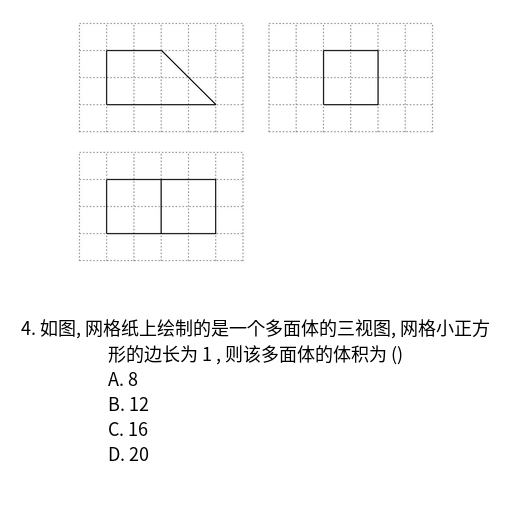 4. 如图, 网格纸上绘制的是一个多面体的三视图, 网格小正方
形的边长为 1 , 则该多面体的体积为 ()
A. 8
B. 12
C. 16
D. 20